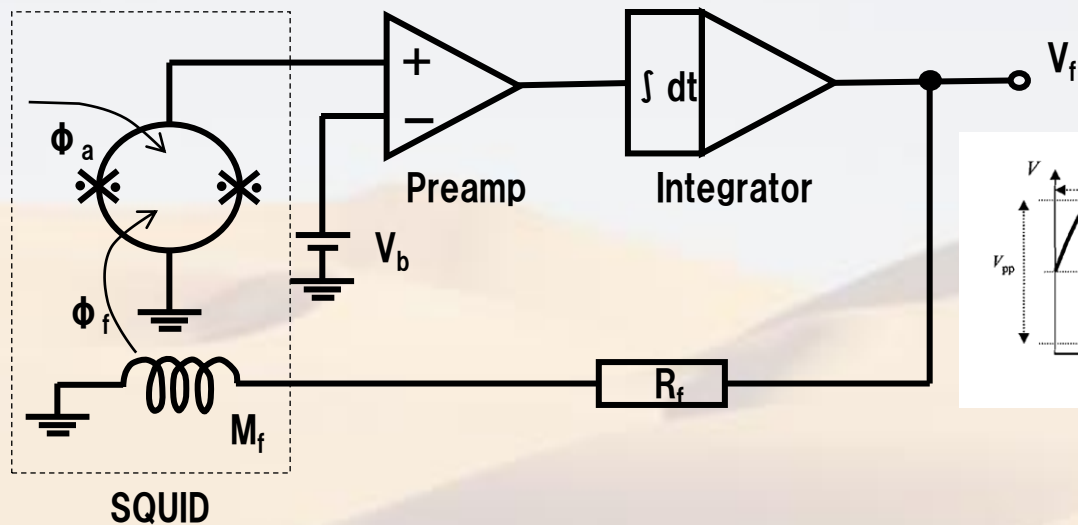 V_f
Φ_a
+
−
∫ dt
Preamp
Integrator
V
V_pp
V_b
Φ_f
R_f
M_f
SQUID